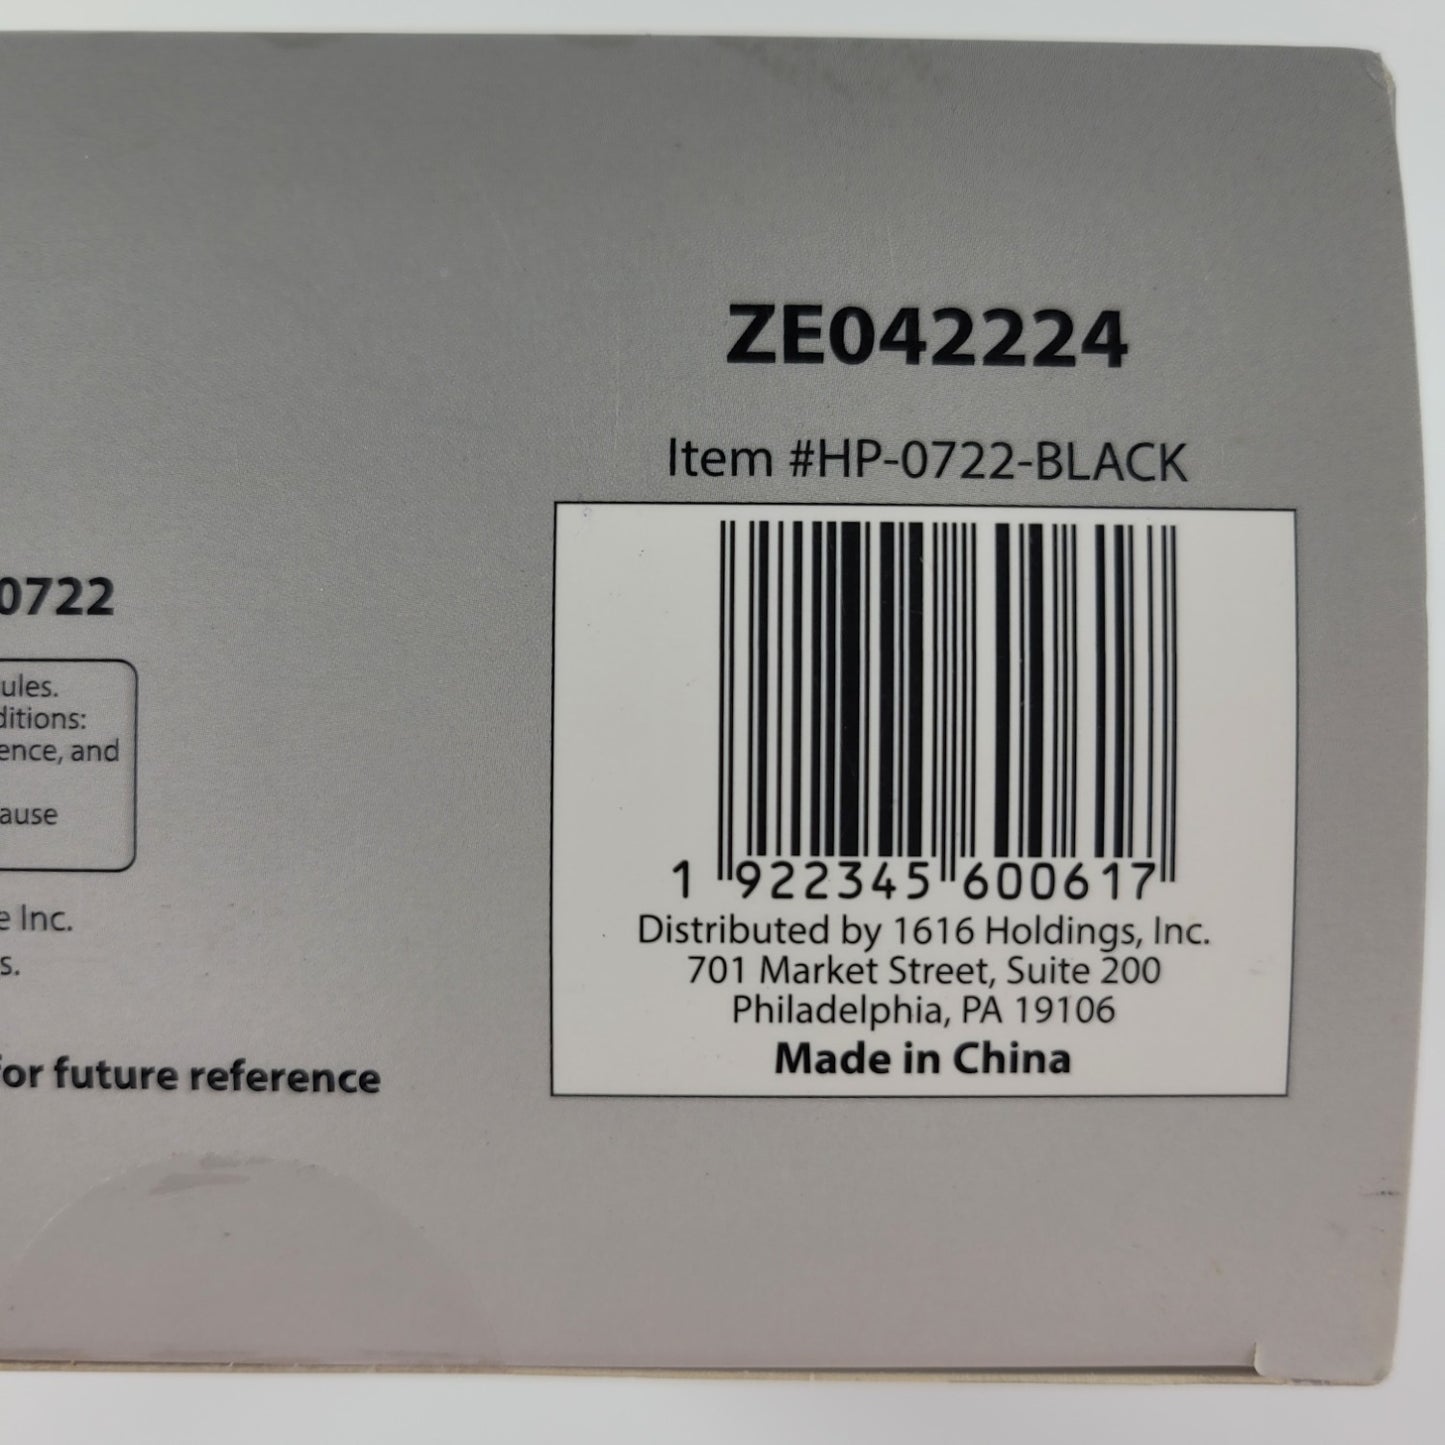 ZE042224
Item #HP-0722-BLACK
0722
ules.
ditions:
ence, and
ause
e Inc.
s.
for future reference
1 922345 600617
Distributed by 1616 Holdings, Inc.
701 Market Street, Suite 200
Philadelphia, PA 19106
Made in China